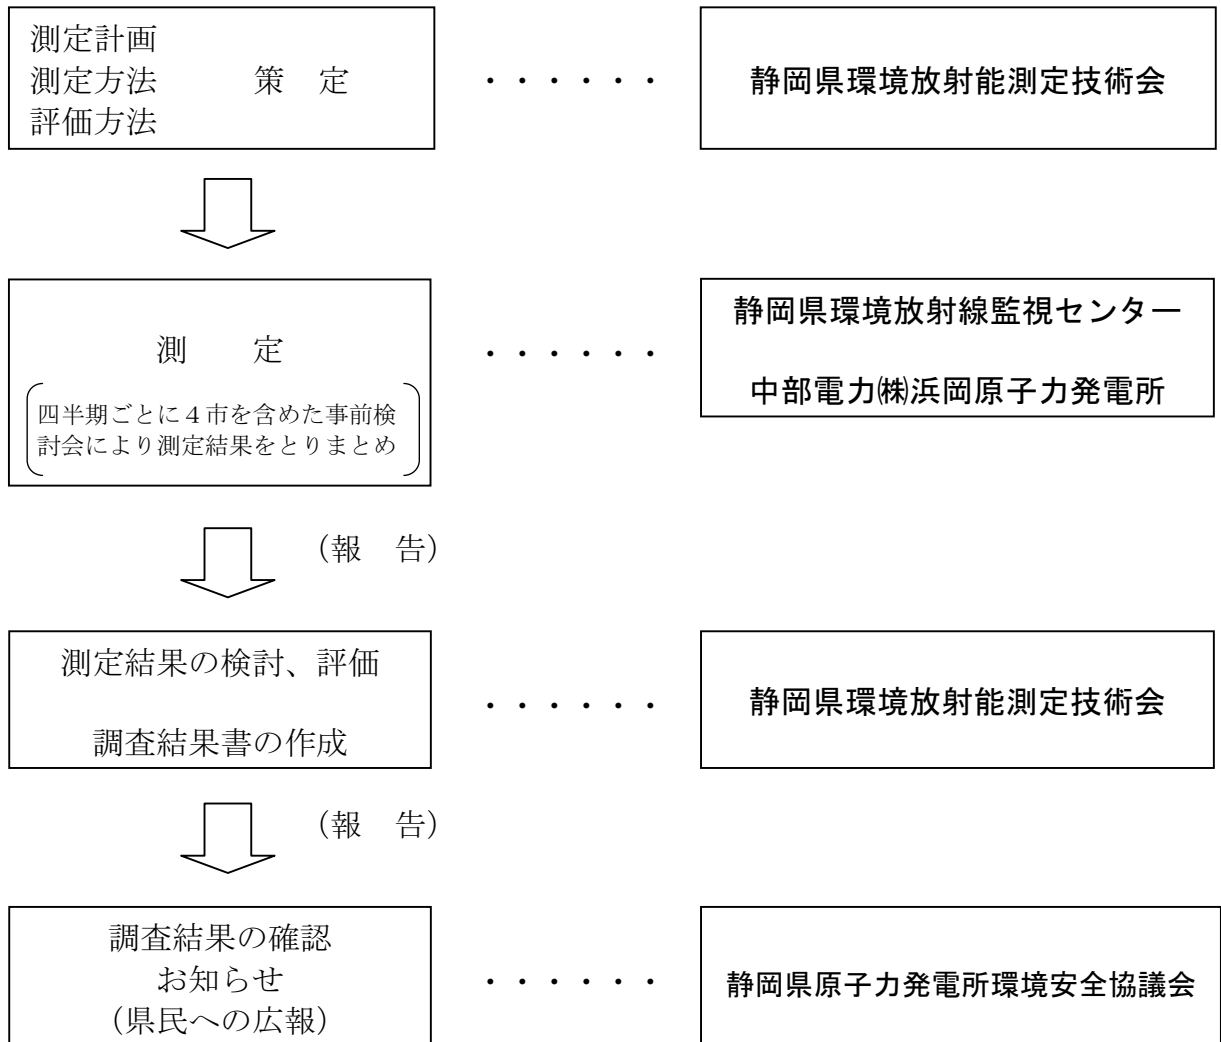 測定計画
測定方法　　　策　定
評価方法
・・・・・・
静岡県環境放射能測定技術会
測　　定
四半期ごとに４市を含めた事前検
討会により測定結果をとりまとめ
・・・・・・
静岡県環境放射線監視センター
中部電力㈱浜岡原子力発電所
（報　告）
測定結果の検討、評価
調査結果書の作成
・・・・・・
静岡県環境放射能測定技術会
（報　告）
調査結果の確認
お知らせ
（県民への広報）
・・・・・・
静岡県原子力発電所環境安全協議会